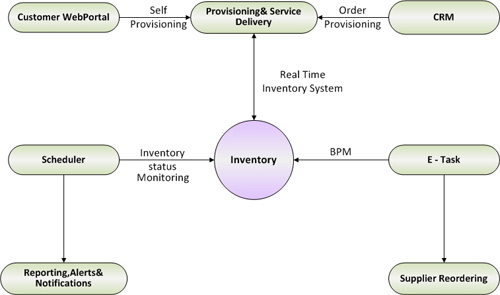 Customer WebPortal
Self
Provisioning
Provisioning& Service
Delivery
Order
Provisioning
CRM
Real Time
Inventory System
Scheduler
Inventory
status
Monitoring
Inventory
BPM
E - Task
Reporting,Alerts&
Notifications
Supplier Reordering